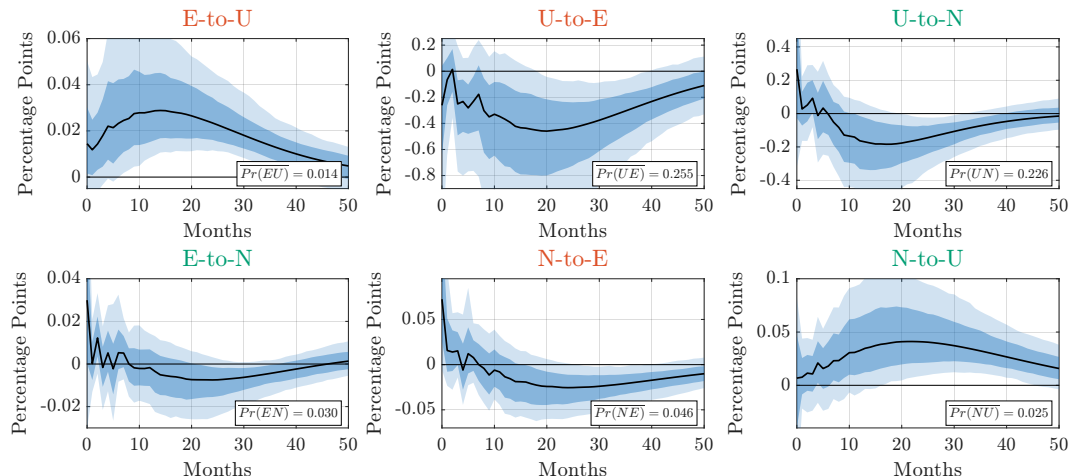 E-to-U
U-to-E
U-to-N
Percentage Points
0.06
0.04
0.02
0
Pr(EU) = 0.014
0 10 20 30 40 50
Months
Percentage Points
0.2
0
-0.2
-0.4
-0.6
-0.8
Pr(UE) = 0.255
0 10 20 30 40 50
Months
Percentage Points
0.4
0.2
0
-0.2
-0.4
Pr(UN) = 0.226
0 10 20 30 40 50
Months
E-to-N
N-to-E
N-to-U
Percentage Points
0.04
0.02
0
-0.02
Pr(EN) = 0.030
0 10 20 30 40 50
Months
Percentage Points
0.05
0
-0.05
Pr(NE) = 0.046
0 10 20 30 40 50
Months
Percentage Points
0.1
0.05
0
Pr(NU) = 0.025
0 10 20 30 40 50
Months